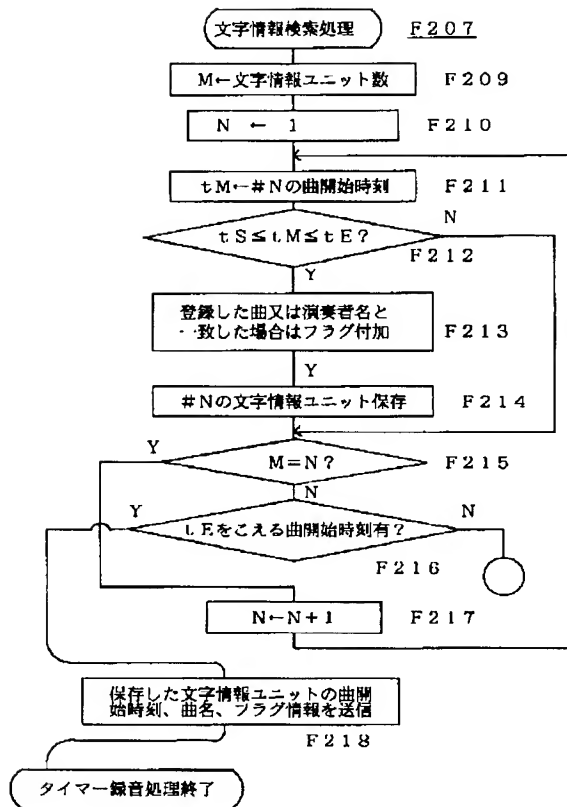 文字情報検索処理 F207
M←文字情報ユニット数 F209
N ← 1 F210
tM←#Nの曲開始時刻 F211
N
tS≦tM≦tE? F212
Y
登録した曲又は演奏者名と
一致した場合はフラグ付加 F213
Y
#Nの文字情報ユニット保存 F214
Y
M=N? F215
N
Y N
tEをこえる曲開始時刻有? F216
N←N+1 F217
保存した文字情報ユニットの曲開
始時刻、曲名、フラグ情報を送信
F218
タイマー録音処理終了